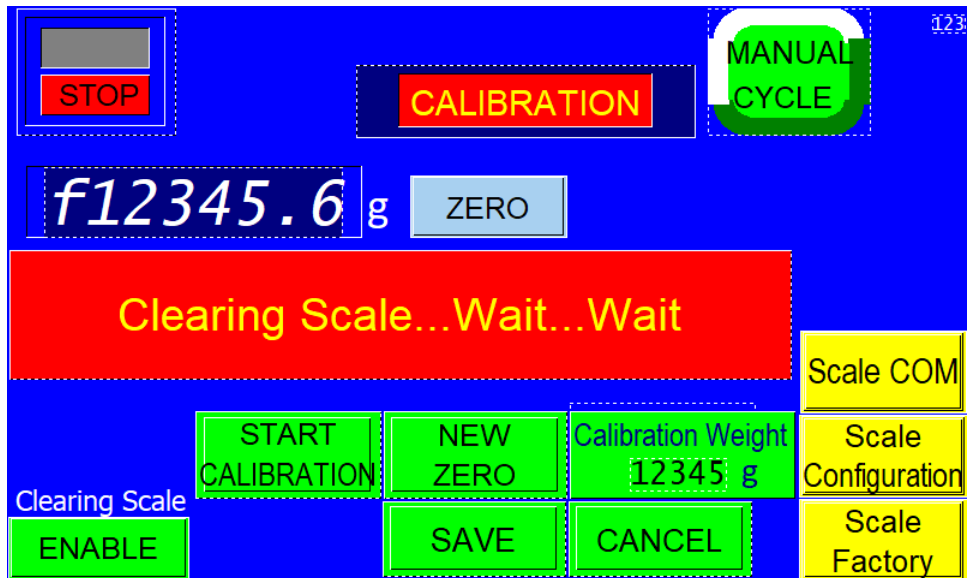 STOP
CALIBRATION
MANUAL
CYCLE
f12345.6 g
ZERO
Clearing Scale...Wait...Wait
Scale COM
START
CALIBRATION
NEW
ZERO
Calibration Weight
12345 g
Scale
Configuration
Clearing Scale
ENABLE
SAVE
CANCEL
Scale
Factory